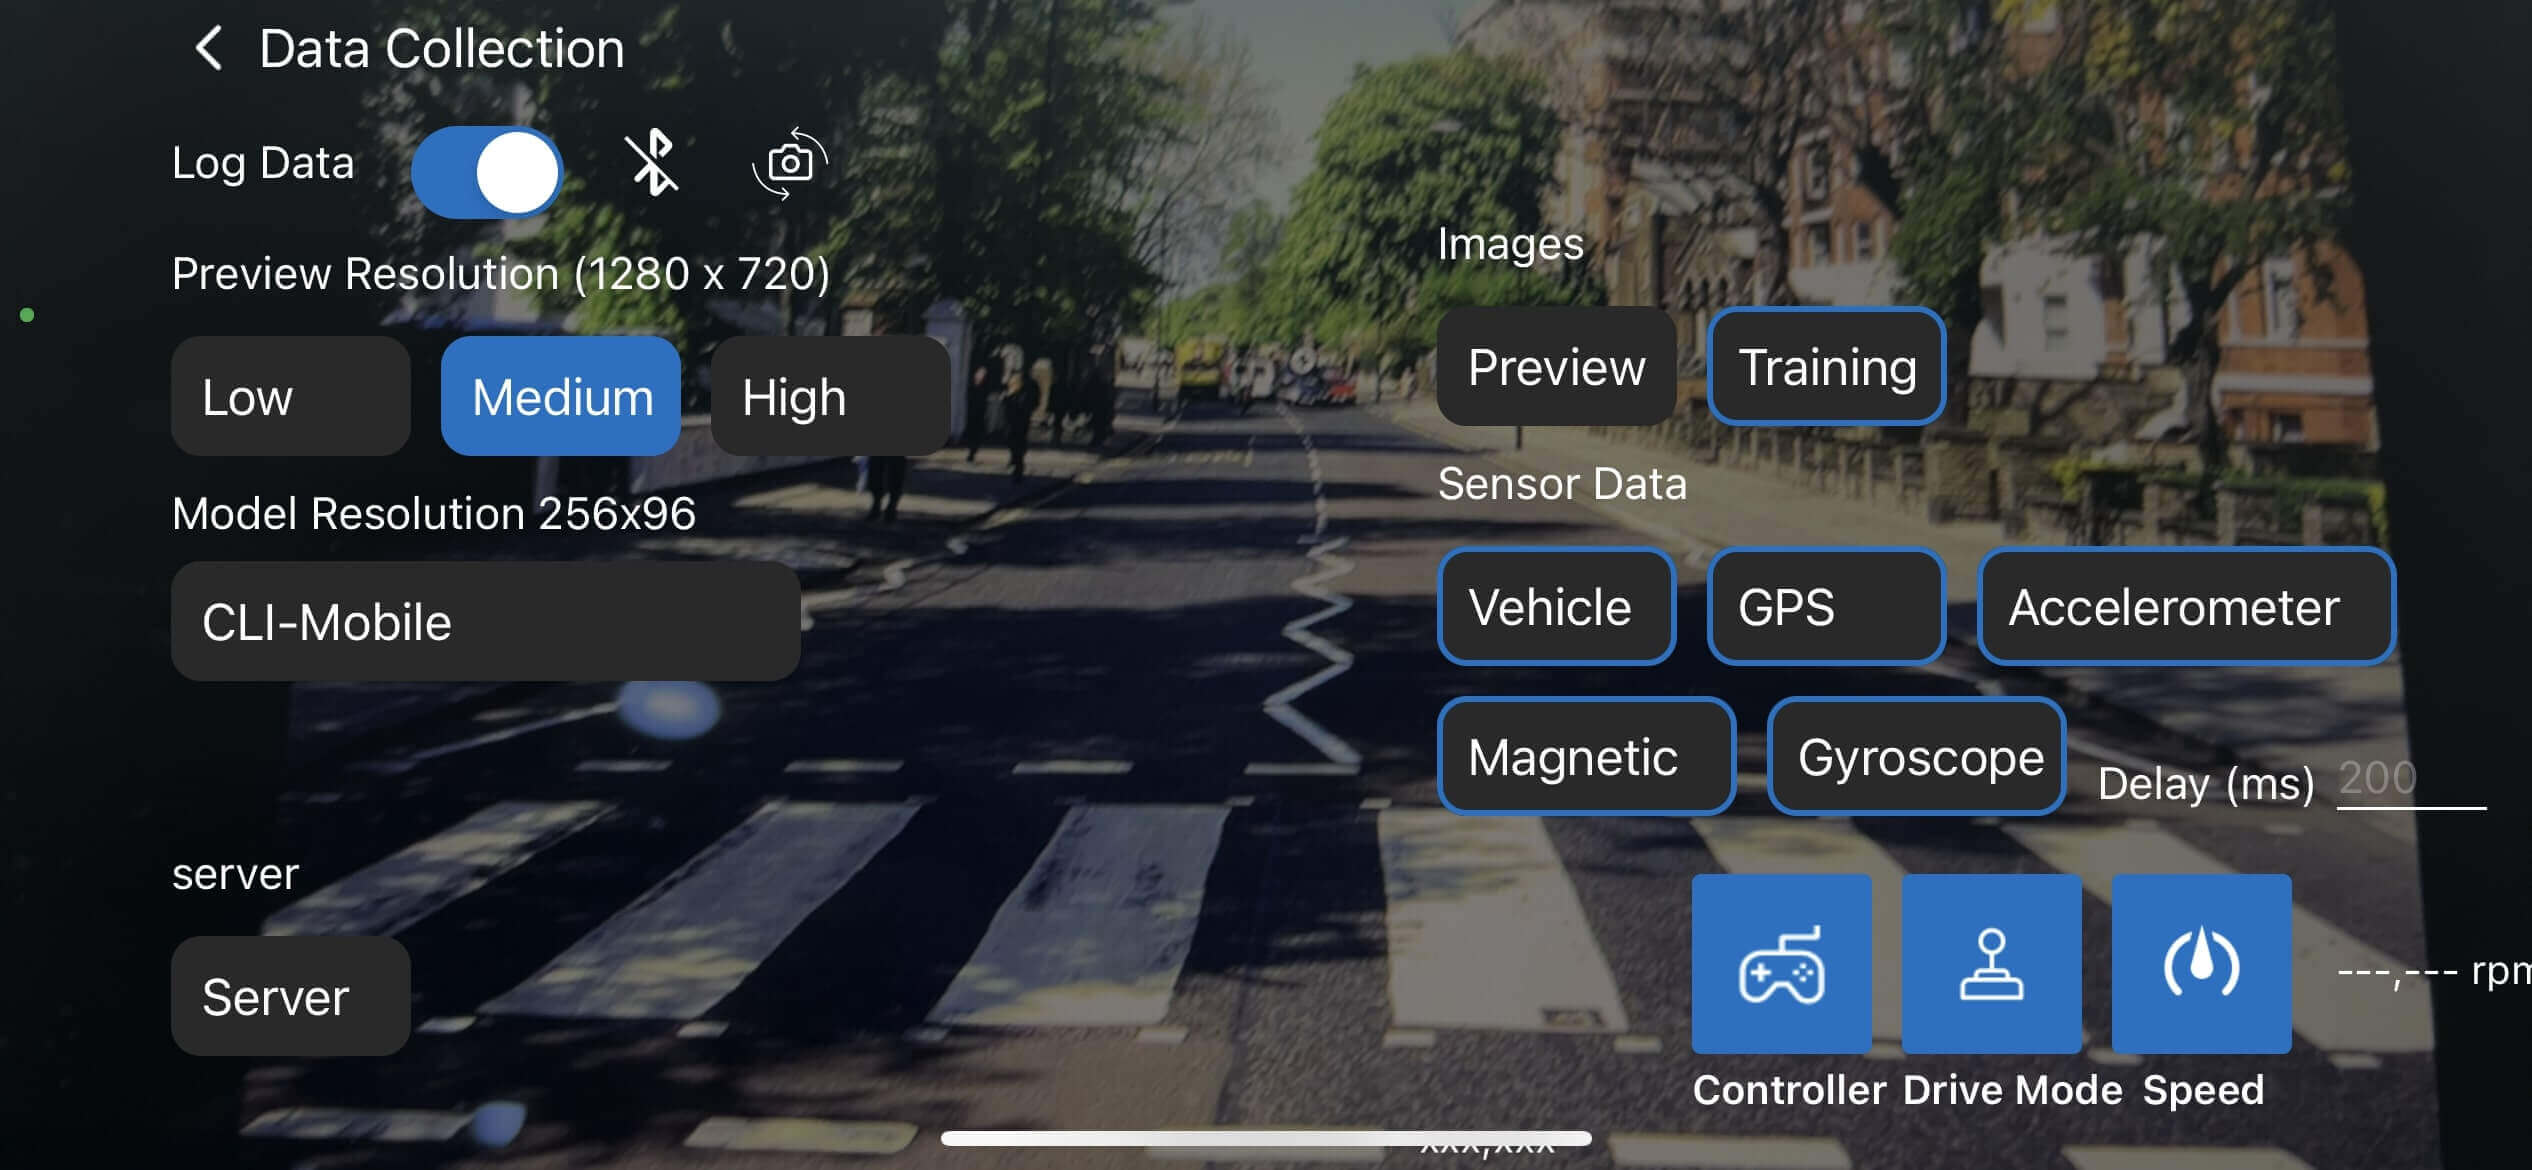 Data Collection
Log Data
Preview Resolution (1280 x 720)
Low
Medium
High
Model Resolution 256x96
CLI-Mobile
server
Server
Images
Preview
Training
Sensor Data
Vehicle
GPS
Accelerometer
Magnetic
Gyroscope
Delay (ms) 200
Controller
Drive Mode
Speed
---,--- rpm
xxx,xxx